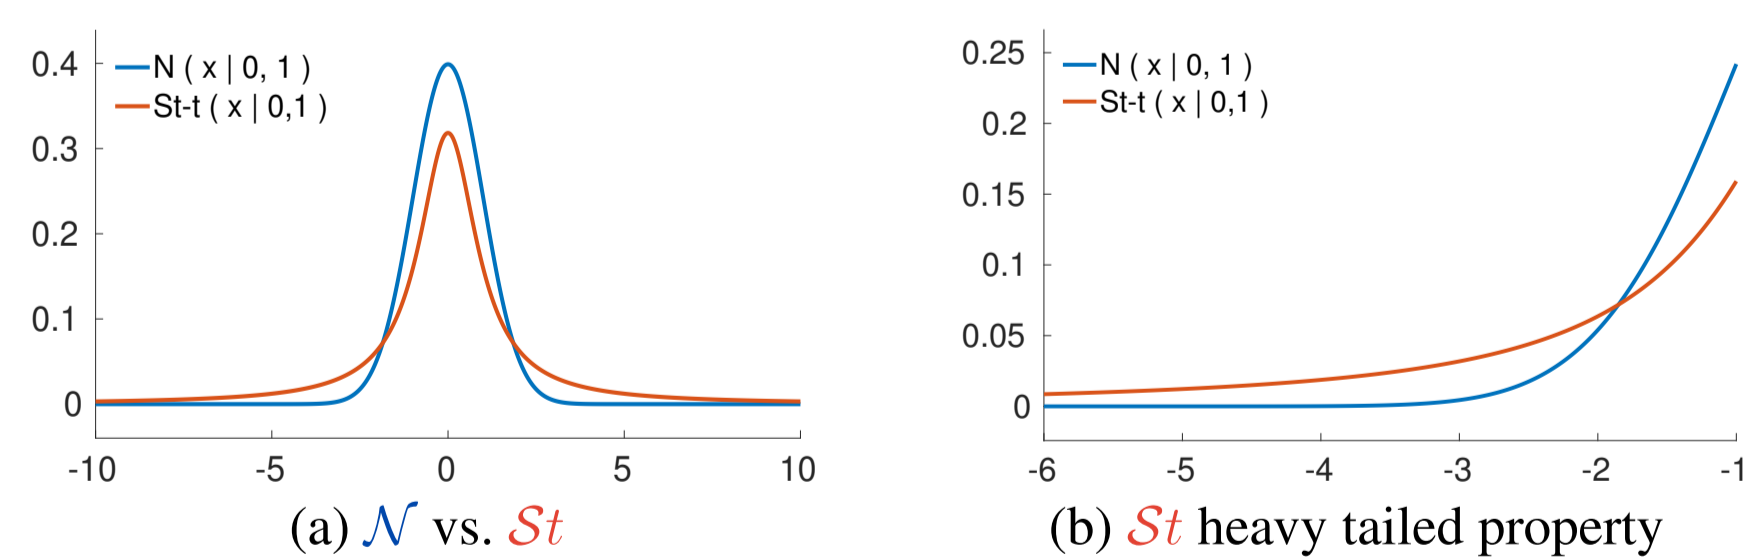 0.4
0.3
0.2
0.1
0
N ( x | 0, 1 )
St-t ( x | 0,1 )
-10 -5 0 5 10
(a) 𝒩 vs. 𝒮t
0.25
0.2
0.15
0.1
0.05
0
N ( x | 0, 1 )
St-t ( x | 0,1 )
-6 -5 -4 -3 -2 -1
(b) 𝒮t heavy tailed property